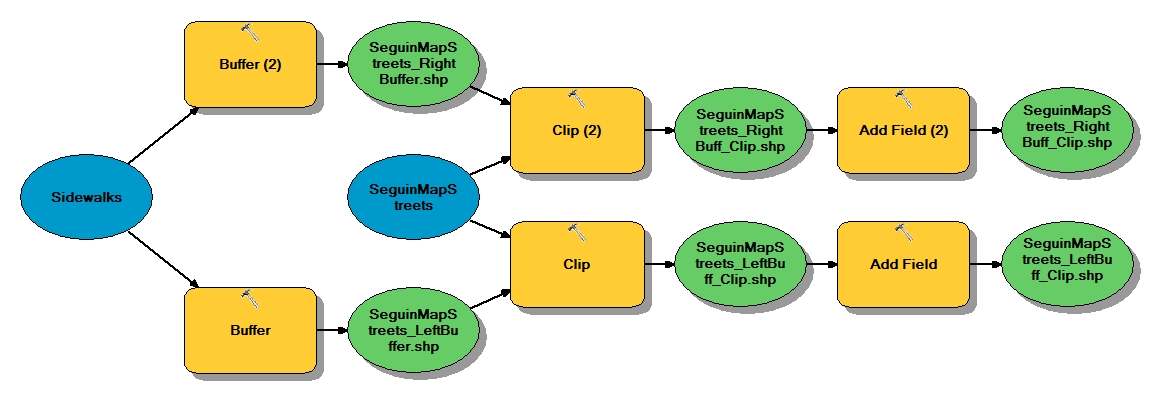 Buffer (2)
SeguinMapS
treets_Right
Buffer.shp
Clip (2)
SeguinMapS
treets_Right
Buff_Clip.shp
Add Field (2)
SeguinMapS
treets_Right
Buff_Clip.shp
Sidewalks
SeguinMapS
treets
Clip
SeguinMapS
treets_LeftBu
ff_Clip.shp
Add Field
SeguinMapS
treets_LeftBu
ff_Clip.shp
Buffer
SeguinMapS
treets_LeftBu
ffer.shp